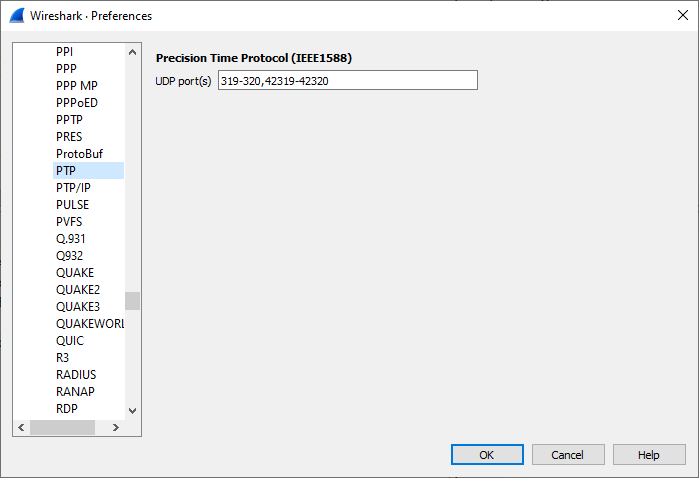 Wireshark · Preferences
PPI
PPP
PPP MP
PPPoED
PPTP
PRES
ProtoBuf
PTP
PTP/IP
PULSE
PVFS
Q.931
Q932
QUAKE
QUAKE2
QUAKE3
QUAKEWORL
QUIC
R3
RADIUS
RANAP
RDP
Precision Time Protocol (IEEE1588)
UDP port(s) 319-320,42319-42320
OK Cancel Help